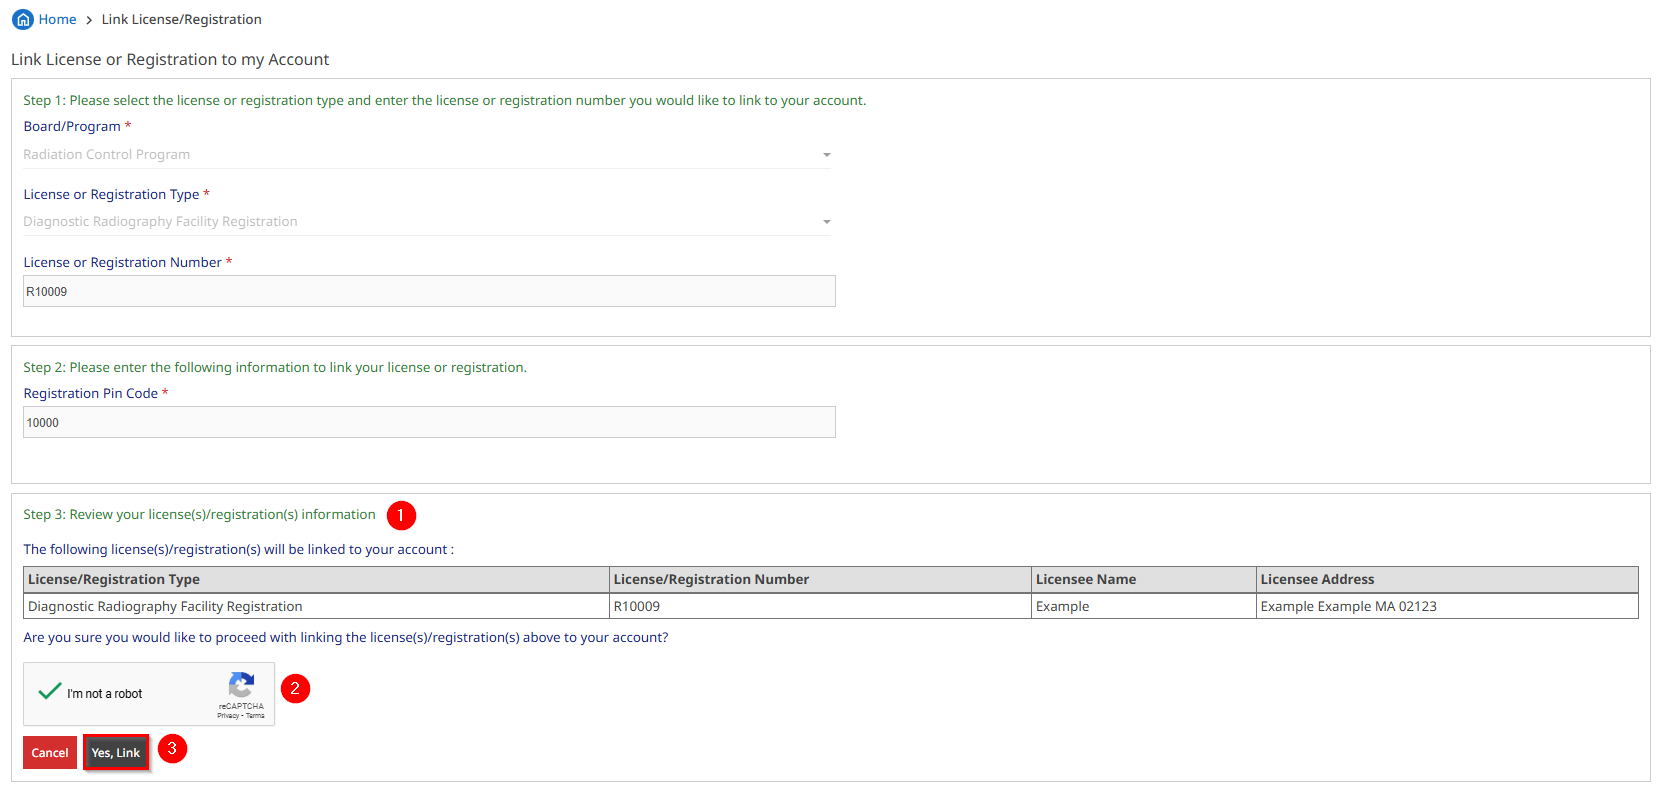 Home > Link License/Registration
Link License or Registration to my Account
Step 1: Please select the license or registration type and enter the license or registration number you would like to link to your account.
Board/Program *
Radiation Control Program
License or Registration Type *
Diagnostic Radiography Facility Registration
License or Registration Number *
R10009
Step 2: Please enter the following information to link your license or registration.
Registration Pin Code *
10000
Step 3: Review your license(s)/registration(s) information 1
The following license(s)/registration(s) will be linked to your account :
License/Registration Type License/Registration Number Licensee Name Licensee Address
Diagnostic Radiography Facility Registration R10009 Example Example Example MA 02123
Are you sure you would like to proceed with linking the license(s)/registration(s) above to your account?
I'm not a robot
reCAPTCHA
Privacy - Terms
2
Cancel Yes, Link 3